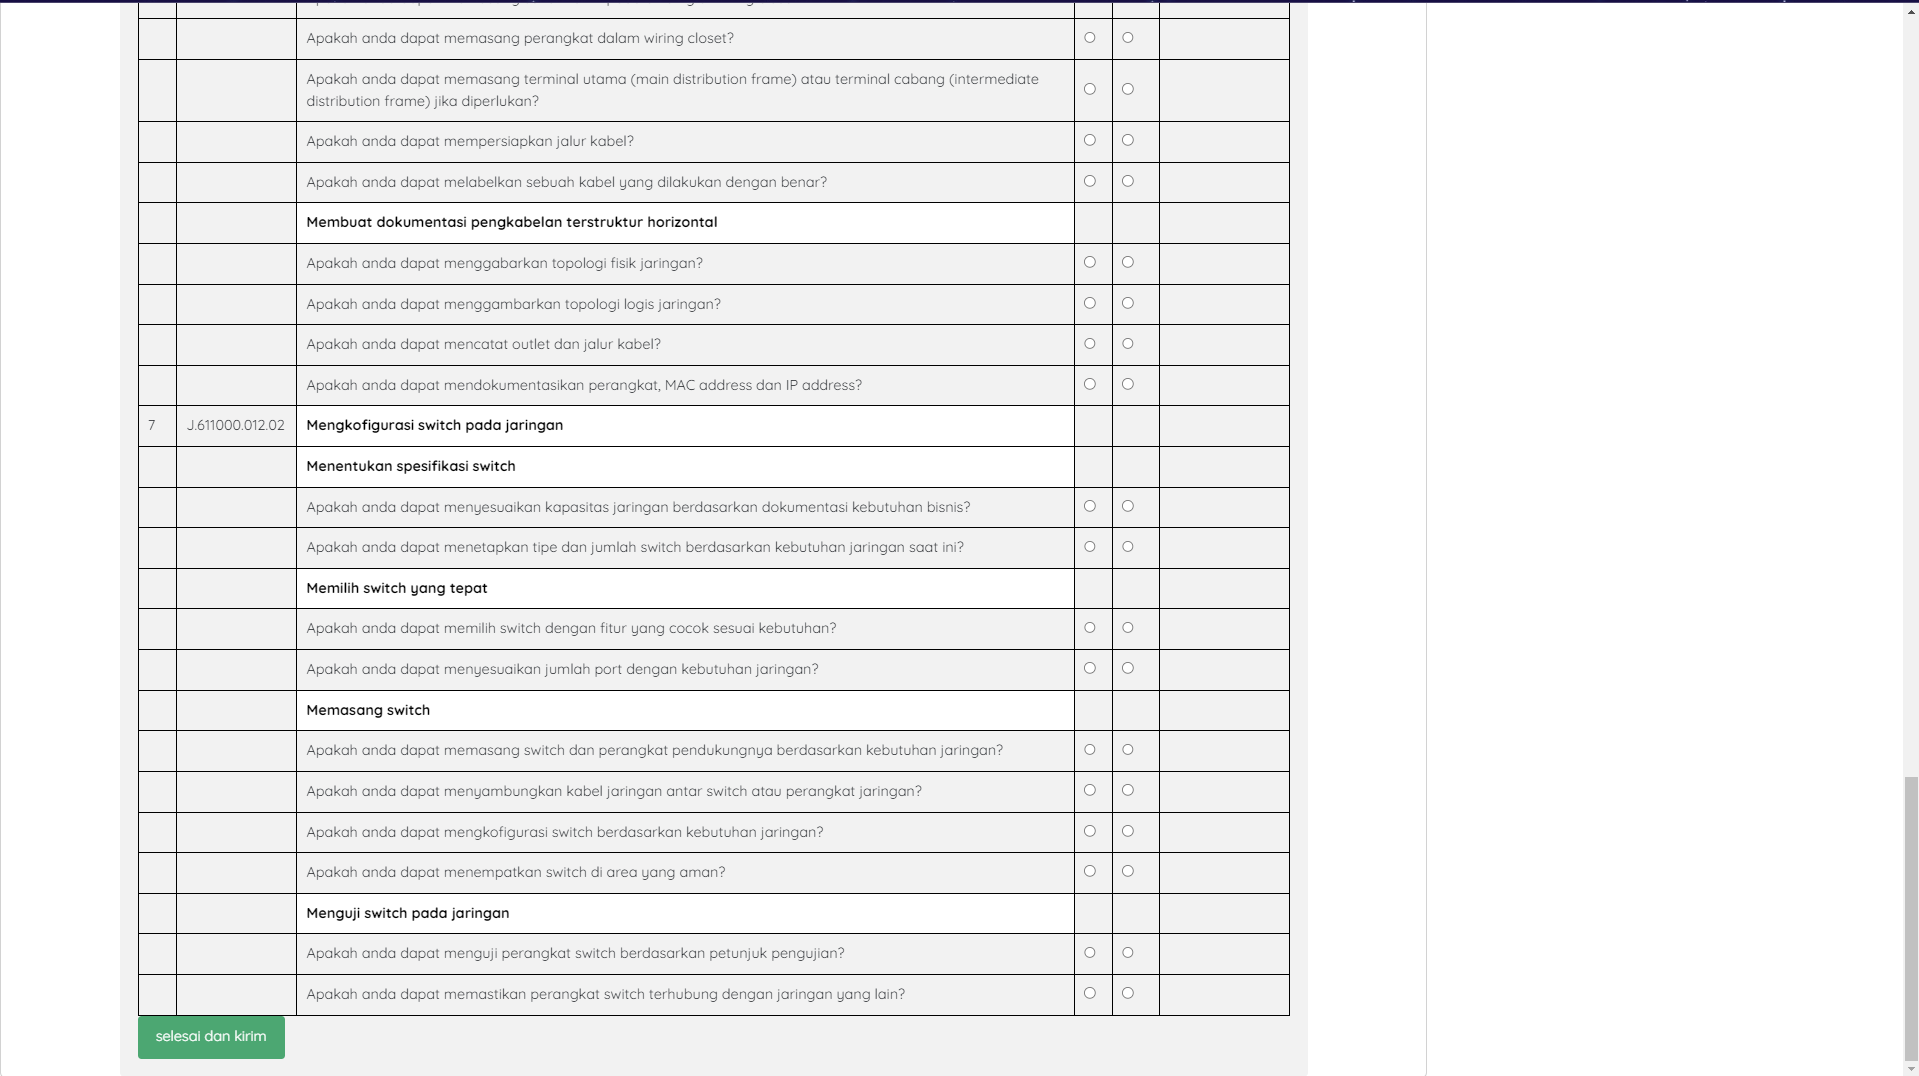 Apakah anda dapat memasang perangkat dalam wiring closet?
Apakah anda dapat memasang terminal utama (main distribution frame) atau terminal cabang (intermediate
distribution frame) jika diperlukan?
Apakah anda dapat mempersiapkan jalur kabel?
Apakah anda dapat melabelkan sebuah kabel yang dilakukan dengan benar?
Membuat dokumentasi pengkabelan terstruktur horizontal
Apakah anda dapat menggabarkan topologi fisik jaringan?
Apakah anda dapat menggambarkan topologi logis jaringan?
Apakah anda dapat mencatat outlet dan jalur kabel?
Apakah anda dapat mendokumentasikan perangkat, MAC address dan IP address?
7 J.611000.012.02 Mengkofigurasi switch pada jaringan
Menentukan spesifikasi switch
Apakah anda dapat menyesuaikan kapasitas jaringan berdasarkan dokumentasi kebutuhan bisnis?
Apakah anda dapat menetapkan tipe dan jumlah switch berdasarkan kebutuhan jaringan saat ini?
Memilih switch yang tepat
Apakah anda dapat memilih switch dengan fitur yang cocok sesuai kebutuhan?
Apakah anda dapat menyesuaikan jumlah port dengan kebutuhan jaringan?
Memasang switch
Apakah anda dapat memasang switch dan perangkat pendukungnya berdasarkan kebutuhan jaringan?
Apakah anda dapat menyambungkan kabel jaringan antar switch atau perangkat jaringan?
Apakah anda dapat mengkofigurasi switch berdasarkan kebutuhan jaringan?
Apakah anda dapat menempatkan switch di area yang aman?
Menguji switch pada jaringan
Apakah anda dapat menguji perangkat switch berdasarkan petunjuk pengujian?
Apakah anda dapat memastikan perangkat switch terhubung dengan jaringan yang lain?
selesai dan kirim